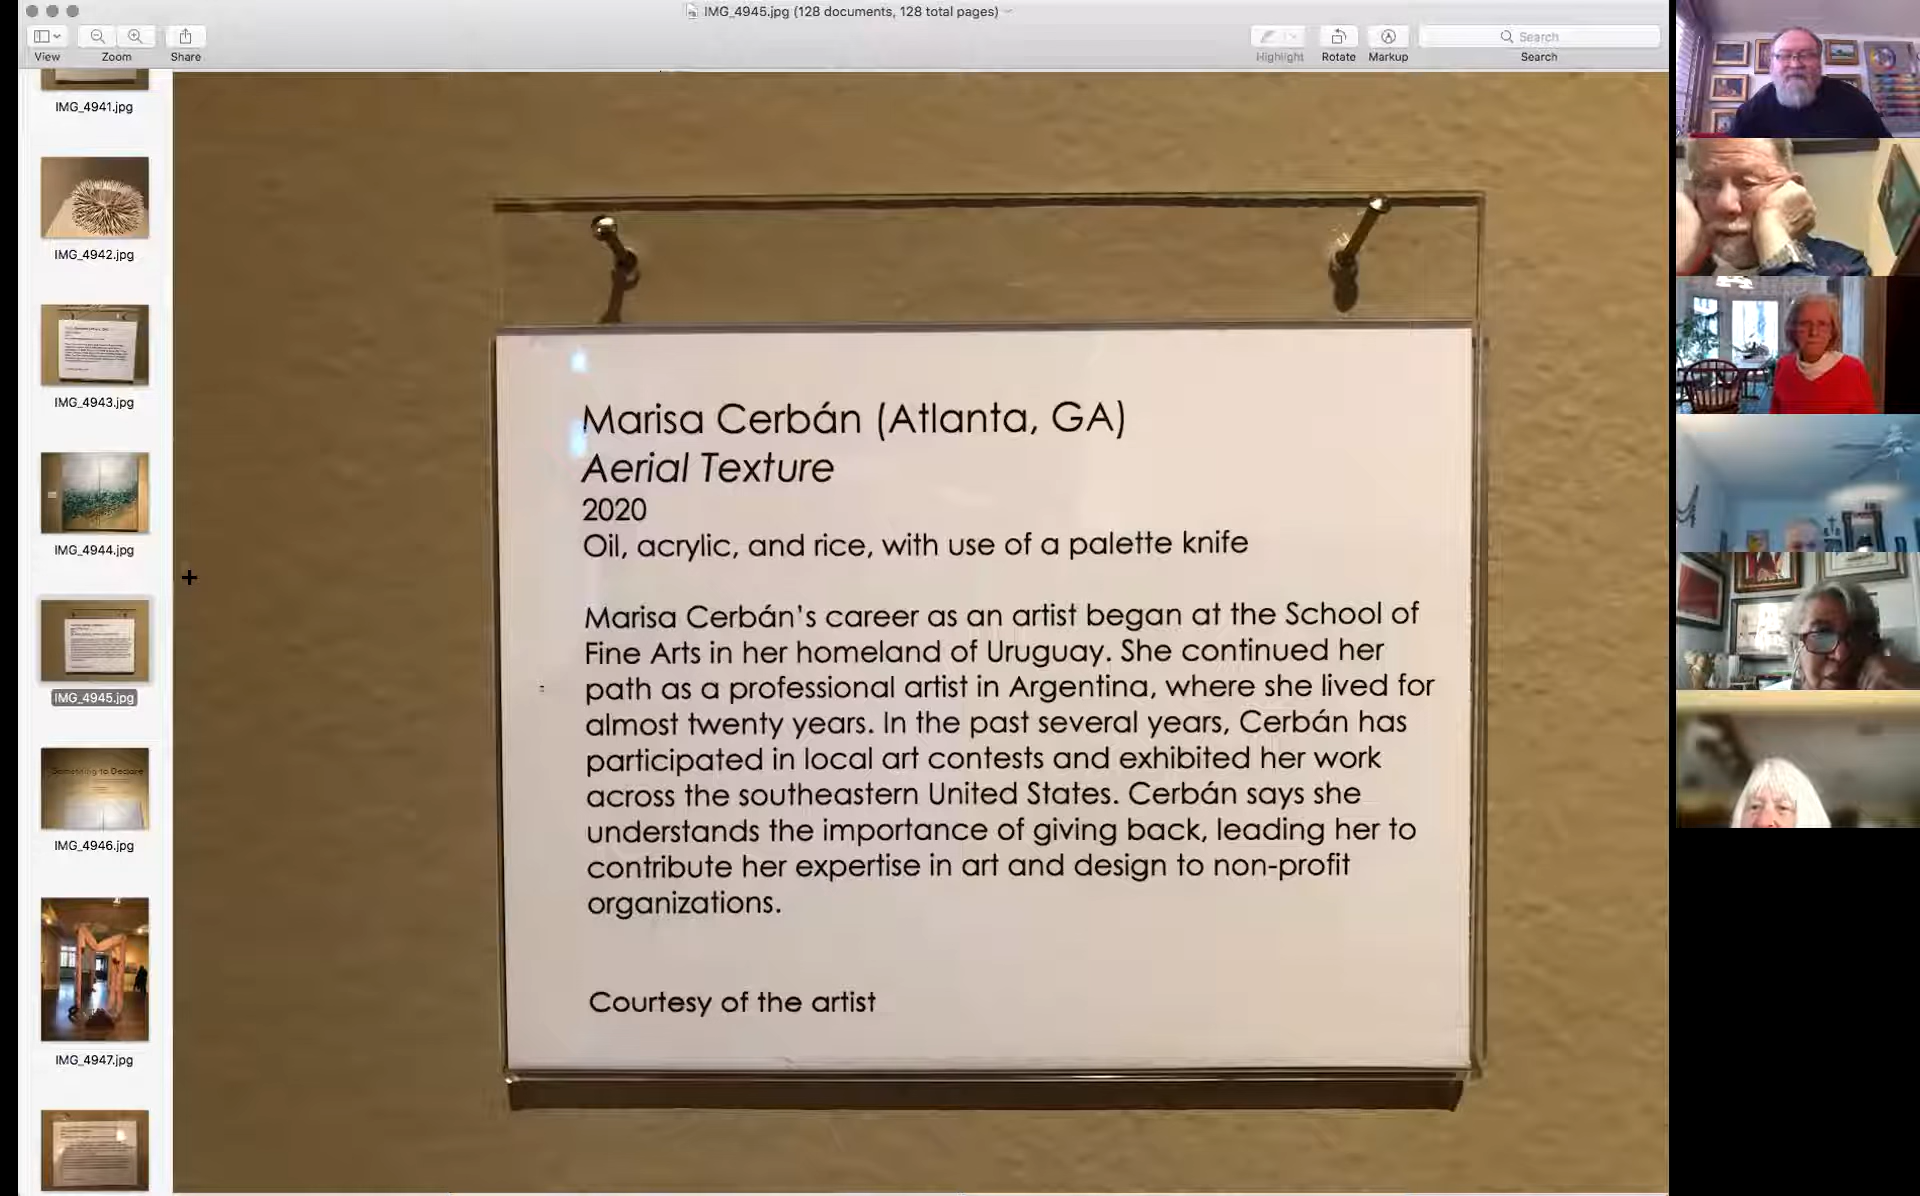 IMG_4945.jpg (128 documents, 128 total pages)
View
Zoom
Share
Highlight
Rotate
Markup
Search
Search
IMG_4941.jpg
IMG_4942.jpg
IMG_4943.jpg
IMG_4944.jpg
IMG_4945.jpg
Something to Declare
IMG_4946.jpg
IMG_4947.jpg
Marisa Cerbán (Atlanta, GA)
Aerial Texture
2020
Oil, acrylic, and rice, with use of a palette knife
Marisa Cerbán's career as an artist began at the School of
Fine Arts in her homeland of Uruguay. She continued her
path as a professional artist in Argentina, where she lived for
almost twenty years. In the past several years, Cerbán has
participated in local art contests and exhibited her work
across the southeastern United States. Cerbán says she
understands the importance of giving back, leading her to
contribute her expertise in art and design to non-profit
organizations.
Courtesy of the artist